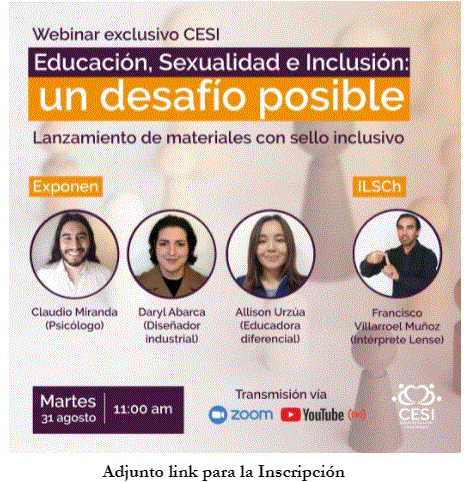 Webinar exclusivo CESI
Educación, Sexualidad e Inclusión:
un desafío posible
Lanzamiento de materiales con sello inclusivo
Exponen
ILSCh
Claudio Miranda
(Psicólogo)
Daryl Abarca
(Diseñador
industrial)
Allison Urzúa
(Educadora
diferencial)
Francisco
Villarroel Muñoz
(Intérprete Lense)
Martes
31 agosto
11:00 am
Transmisión vía
zoom
YouTube
CESI
Adjunto link para la Inscripción